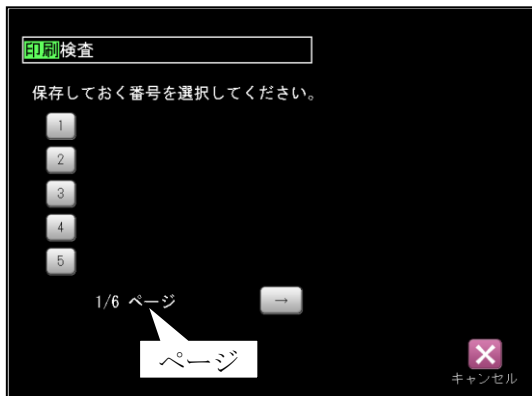 印刷検査
保存しておく番号を選択してください。
1
2
3
4
5
1/6 ページ
→
ページ
キャンセル